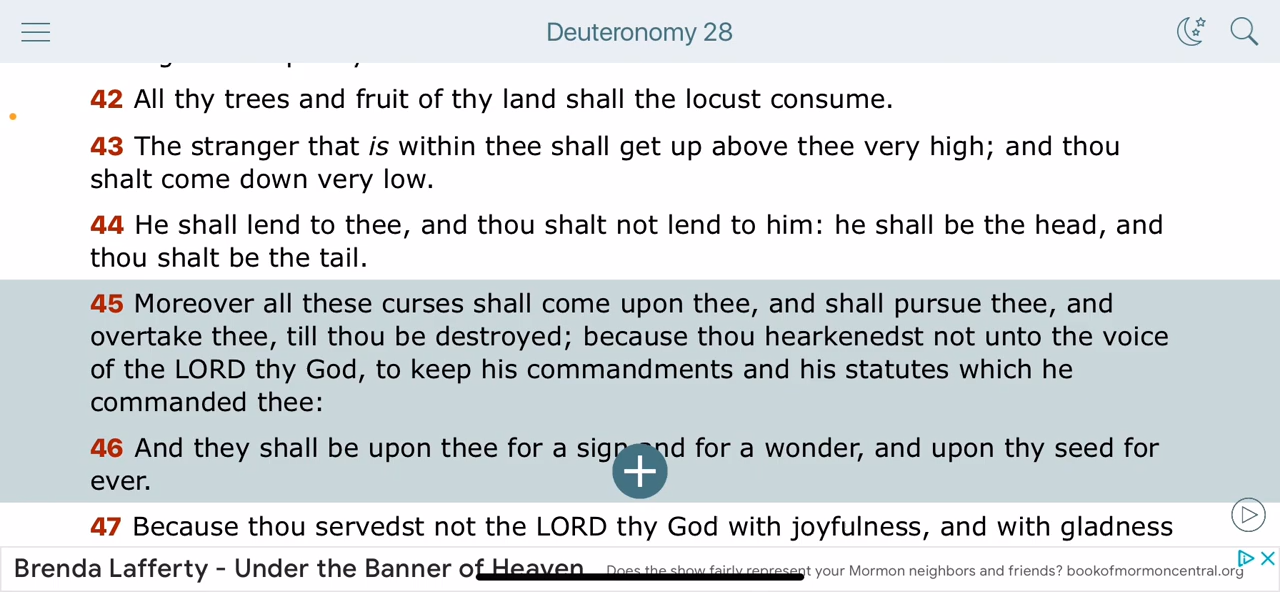 Deuteronomy 28
42 All thy trees and fruit of thy land shall the locust consume.
43 The stranger that is within thee shall get up above thee very high; and thou
shalt come down very low.
44 He shall lend to thee, and thou shalt not lend to him: he shall be the head, and
thou shalt be the tail.
45 Moreover all these curses shall come upon thee, and shall pursue thee, and
overtake thee, till thou be destroyed; because thou hearkenedst not unto the voice
of the LORD thy God, to keep his commandments and his statutes which he
commanded thee:
46 And they shall be upon thee for a sign and for a wonder, and upon thy seed for
ever.
47 Because thou servedst not the LORD thy God with joyfulness, and with gladness
Brenda Lafferty - Under the Banner of Heaven Does the show fairly represent your Mormon neighbors and friends? bookofmormoncentral.org